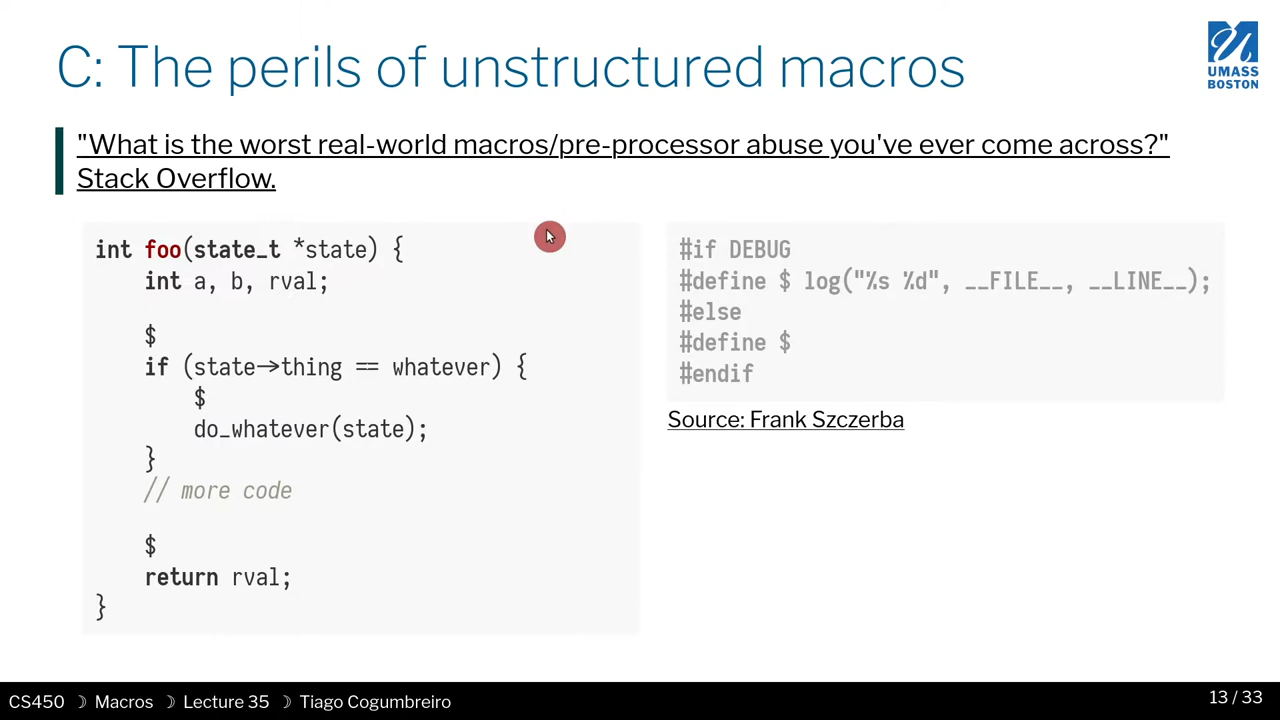 C: The perils of unstructured macros
UMASS
BOSTON
"What is the worst real-world macros/pre-processor abuse you've ever come across?"
Stack Overflow.
int foo(state_t *state) {
    int a, b, rval;

    $
    if (state->thing == whatever) {
        $
        do_whatever(state);
    }
    // more code

    $
    return rval;
}
#if DEBUG
#define $ log("%s %d", __FILE__, __LINE__);
#else
#define $
#endif
Source: Frank Szczerba
CS450 ☽ Macros ☽ Lecture 35 ☽ Tiago Cogumbreiro
13 / 33